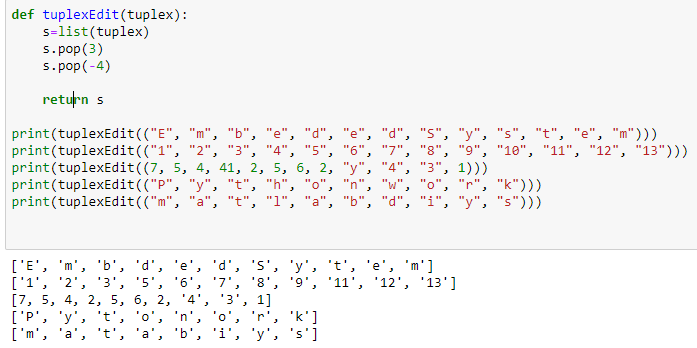 def tuplexEdit(tuplex):
    s=list(tuplex)
    s.pop(3)
    s.pop(-4)
    return s
print(tuplexEdit(("E", "m", "b", "e", "d", "e", "d", "S", "y", "s", "t", "e", "m")))
print(tuplexEdit(("1", "2", "3", "4", "5", "6", "7", "8", "9", "10", "11", "12", "13")))
print(tuplexEdit((7, 5, 4, 41, 2, 5, 6, 2, "y", "4", "3", 1)))
print(tuplexEdit(("P", "y", "t", "h", "o", "n", "w", "o", "r", "k")))
print(tuplexEdit(("m", "a", "t", "l", "a", "b", "d", "i", "y", "s")))
['E', 'm', 'b', 'd', 'e', 'd', 'S', 'y', 't', 'e', 'm']
['1', '2', '3', '5', '6', '7', '8', '9', '11', '12', '13']
[7, 5, 4, 2, 5, 6, 2, '4', '3', 1]
['P', 'y', 't', 'o', 'n', 'o', 'r', 'k']
['m', 'a', 't', 'a', 'b', 'i', 'y', 's']